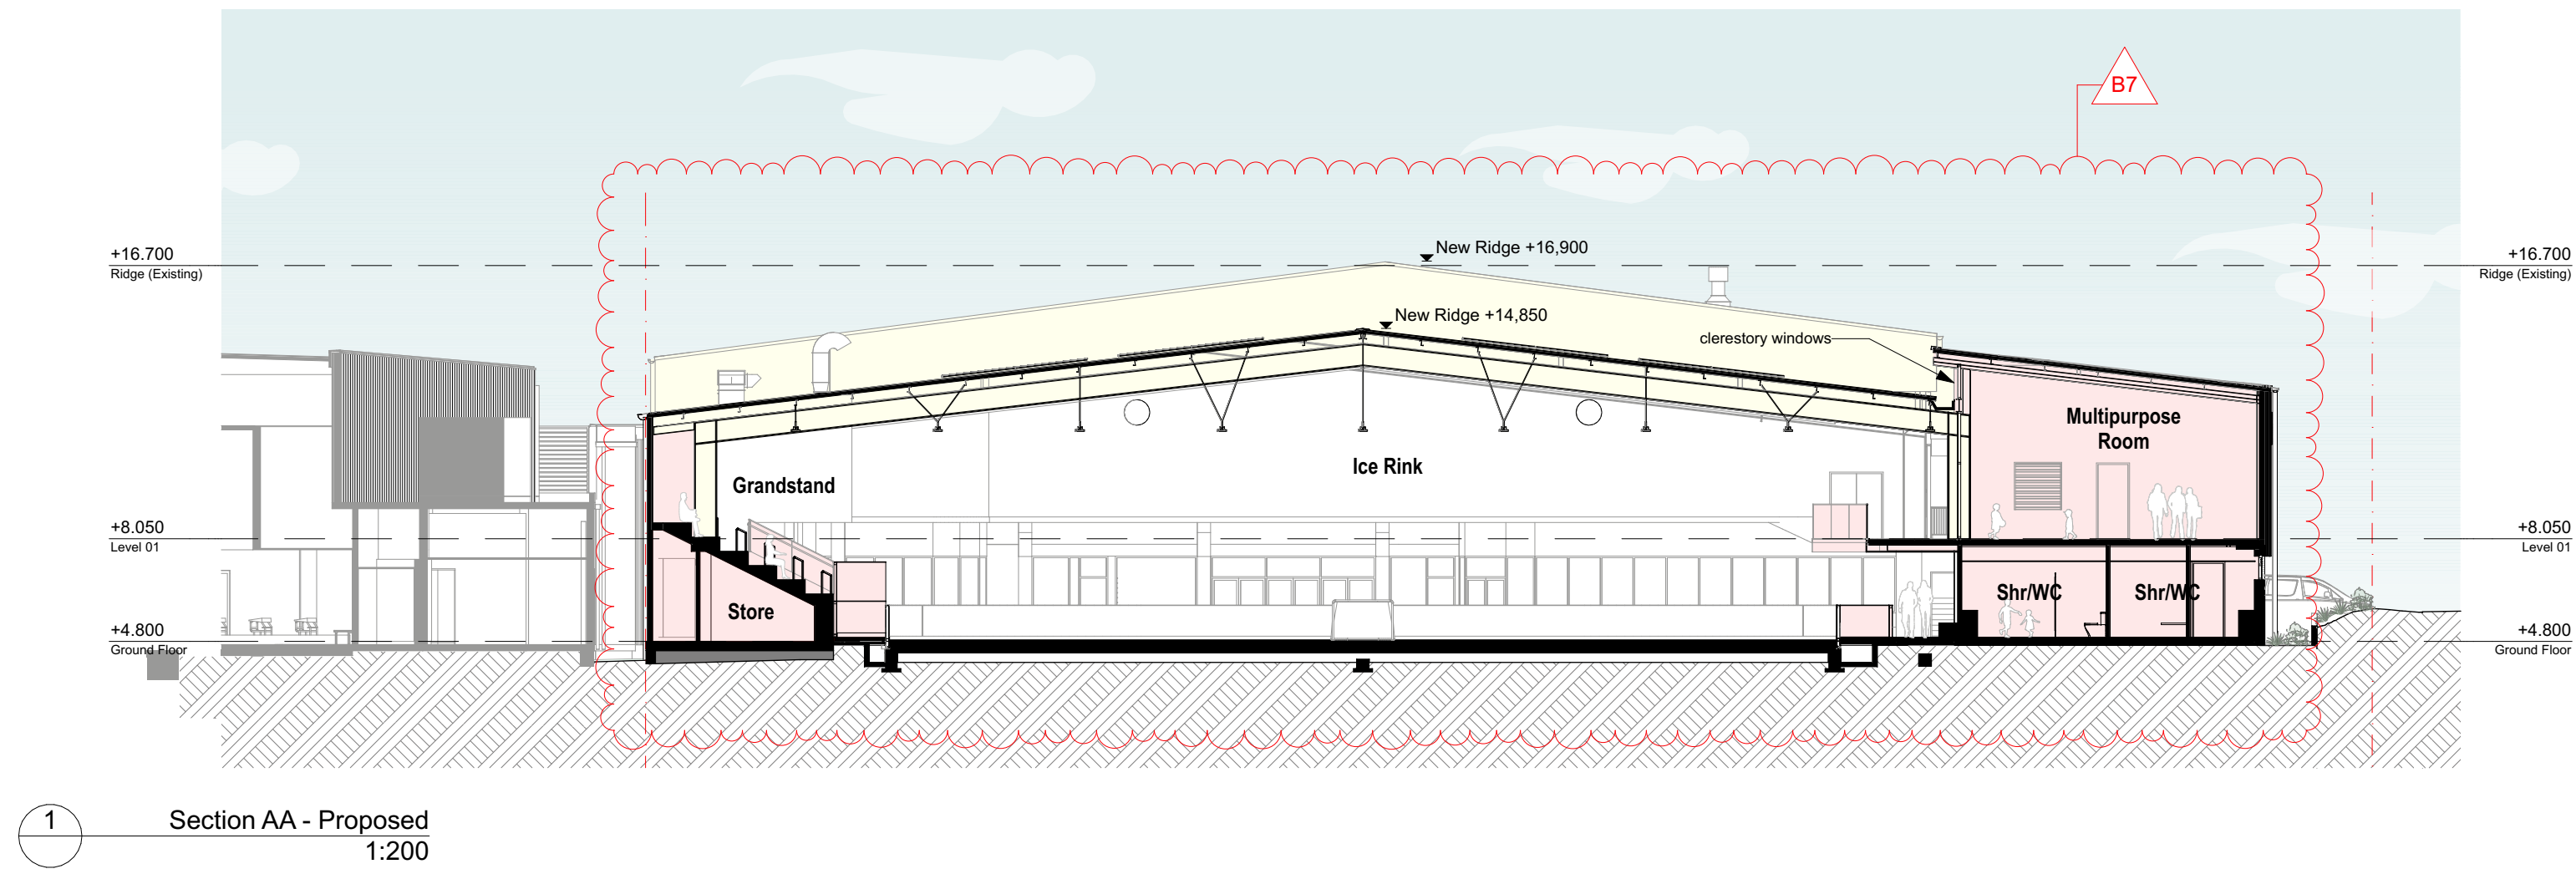 B7
+16.700
Ridge (Existing)
New Ridge +16,900
+16.700
Ridge (Existing)
New Ridge +14,850
clerestory windows
Multipurpose
Room
Ice Rink
Grandstand
+8.050
Level 01
+8.050
Level 01
Store
Shr/WC
Shr/WC
+4.800
Ground Floor
+4.800
Ground Floor
1
Section AA - Proposed
1:200